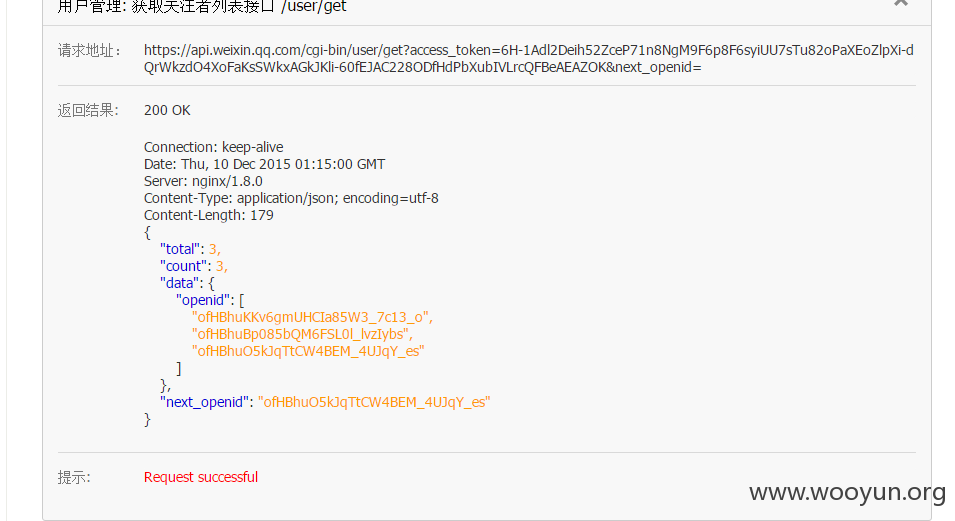 用户管理: 获取关注者列表接口 /user/get
请求地址：
https://api.weixin.qq.com/cgi-bin/user/get?access_token=6H-1Adl2Deih52ZceP71n8NgM9F6p8F6syiUU7sTu82oPaXEoZlpXi-d
QrWkzdO4XoFaKsSWkxAGkJKli-60fEJAC228ODfHdPbXubIVLrcQFBeAEAZOK&next_openid=
返回结果:
200 OK
Connection: keep-alive
Date: Thu, 10 Dec 2015 01:15:00 GMT
Server: nginx/1.8.0
Content-Type: application/json; encoding=utf-8
Content-Length: 179
{
"total": 3,
"count": 3,
"data": {
"openid": [
"ofHBhuKKv6gmUHCIa85W3_7c13_o",
"ofHBhuBp085bQM6FSL0l_lvzIybs",
"ofHBhuO5kJqTtCW4BEM_4UJqY_es"
]
},
"next_openid": "ofHBhuO5kJqTtCW4BEM_4UJqY_es"
}
提示:
Request successful
www.wooyun.org